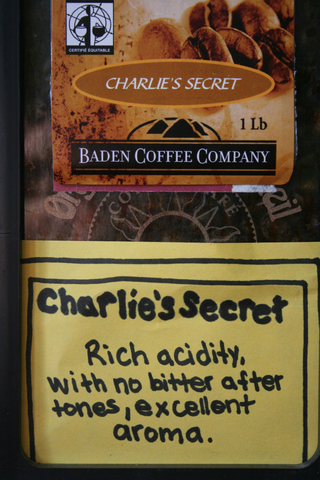 CERTIFIÉ ÉQUITABLE
CHARLIE'S SECRET
1 Lb
BADEN COFFEE COMPANY
Charlie's Secret
Rich acidity,
with no bitter after
tones, excellent
aroma.